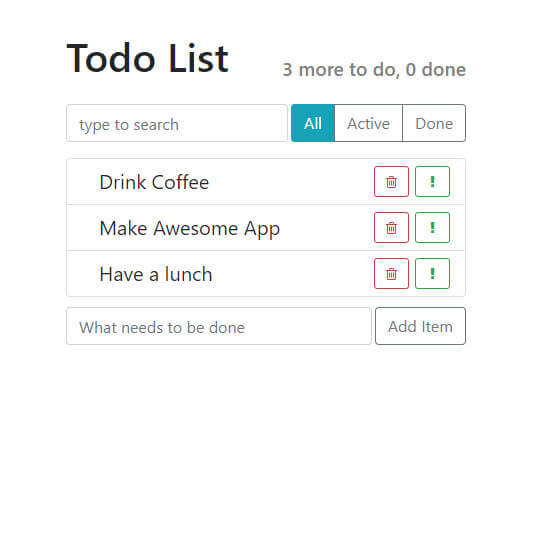 Todo List
3 more to do, 0 done
type to search
All
Active
Done
Drink Coffee
!
Make Awesome App
!
Have a lunch
!
What needs to be done
Add Item